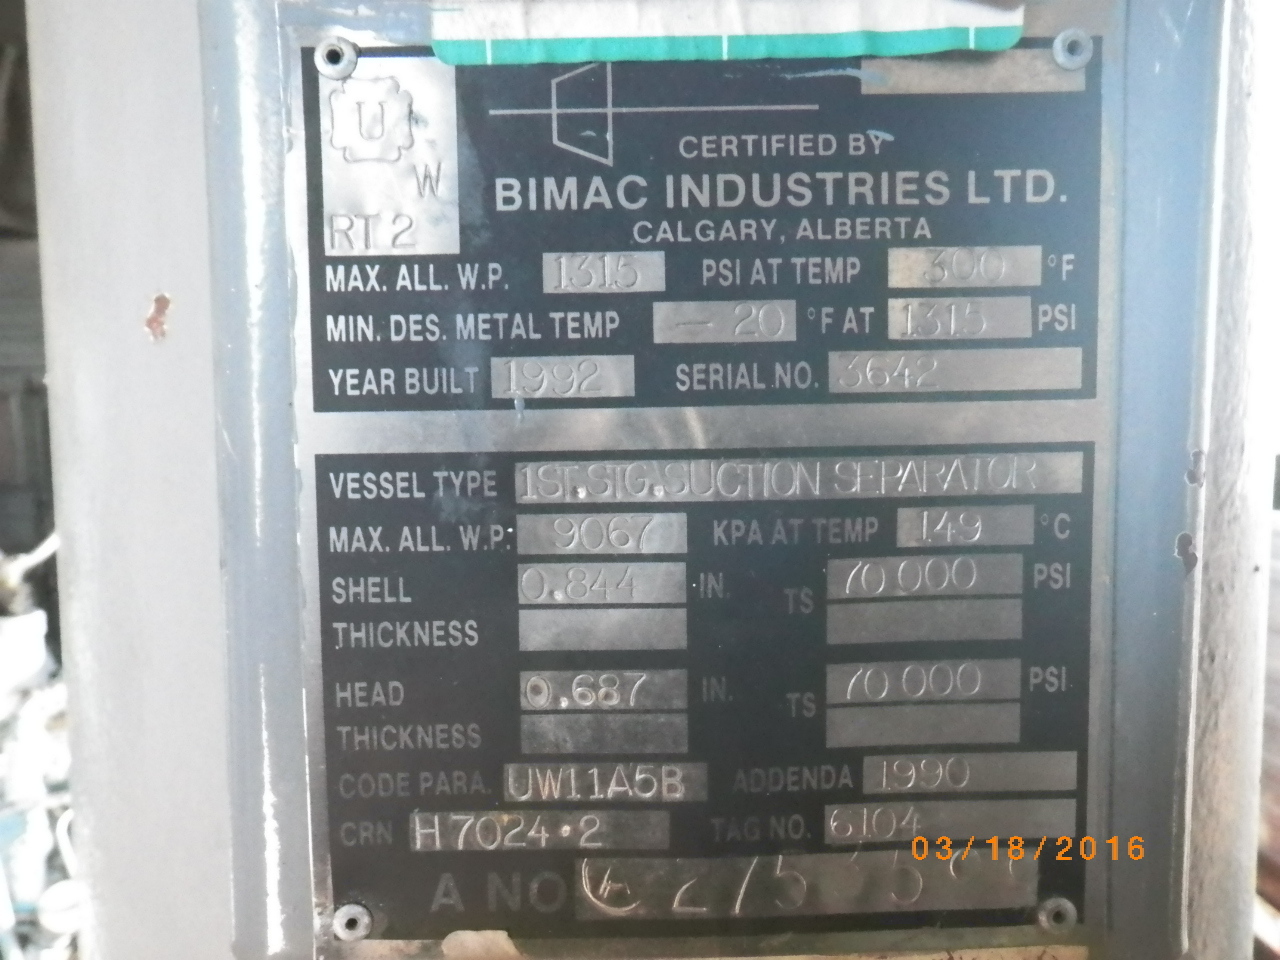 U
W
RT 2
CERTIFIED BY
BIMAC INDUSTRIES LTD.
CALGARY, ALBERTA
MAX. ALL. W.P. 1315 PSI AT TEMP 300 °F
MIN. DES. METAL TEMP - 20 °F AT 1315 PSI
YEAR BUILT 1992 SERIAL NO. 3642
VESSEL TYPE 1ST.STG.SUCTION SEPARATOR
MAX. ALL. W.P. 9067 KPA AT TEMP 149 °C
SHELL 0.844 IN. TS 70 000 PSI
THICKNESS
HEAD 0.687 IN. TS 70 000 PSI
THICKNESS
CODE PARA. UW11A5B ADDENDA 1990
CRN H7024.2 TAG NO. 6104
03/18/2016
A NO